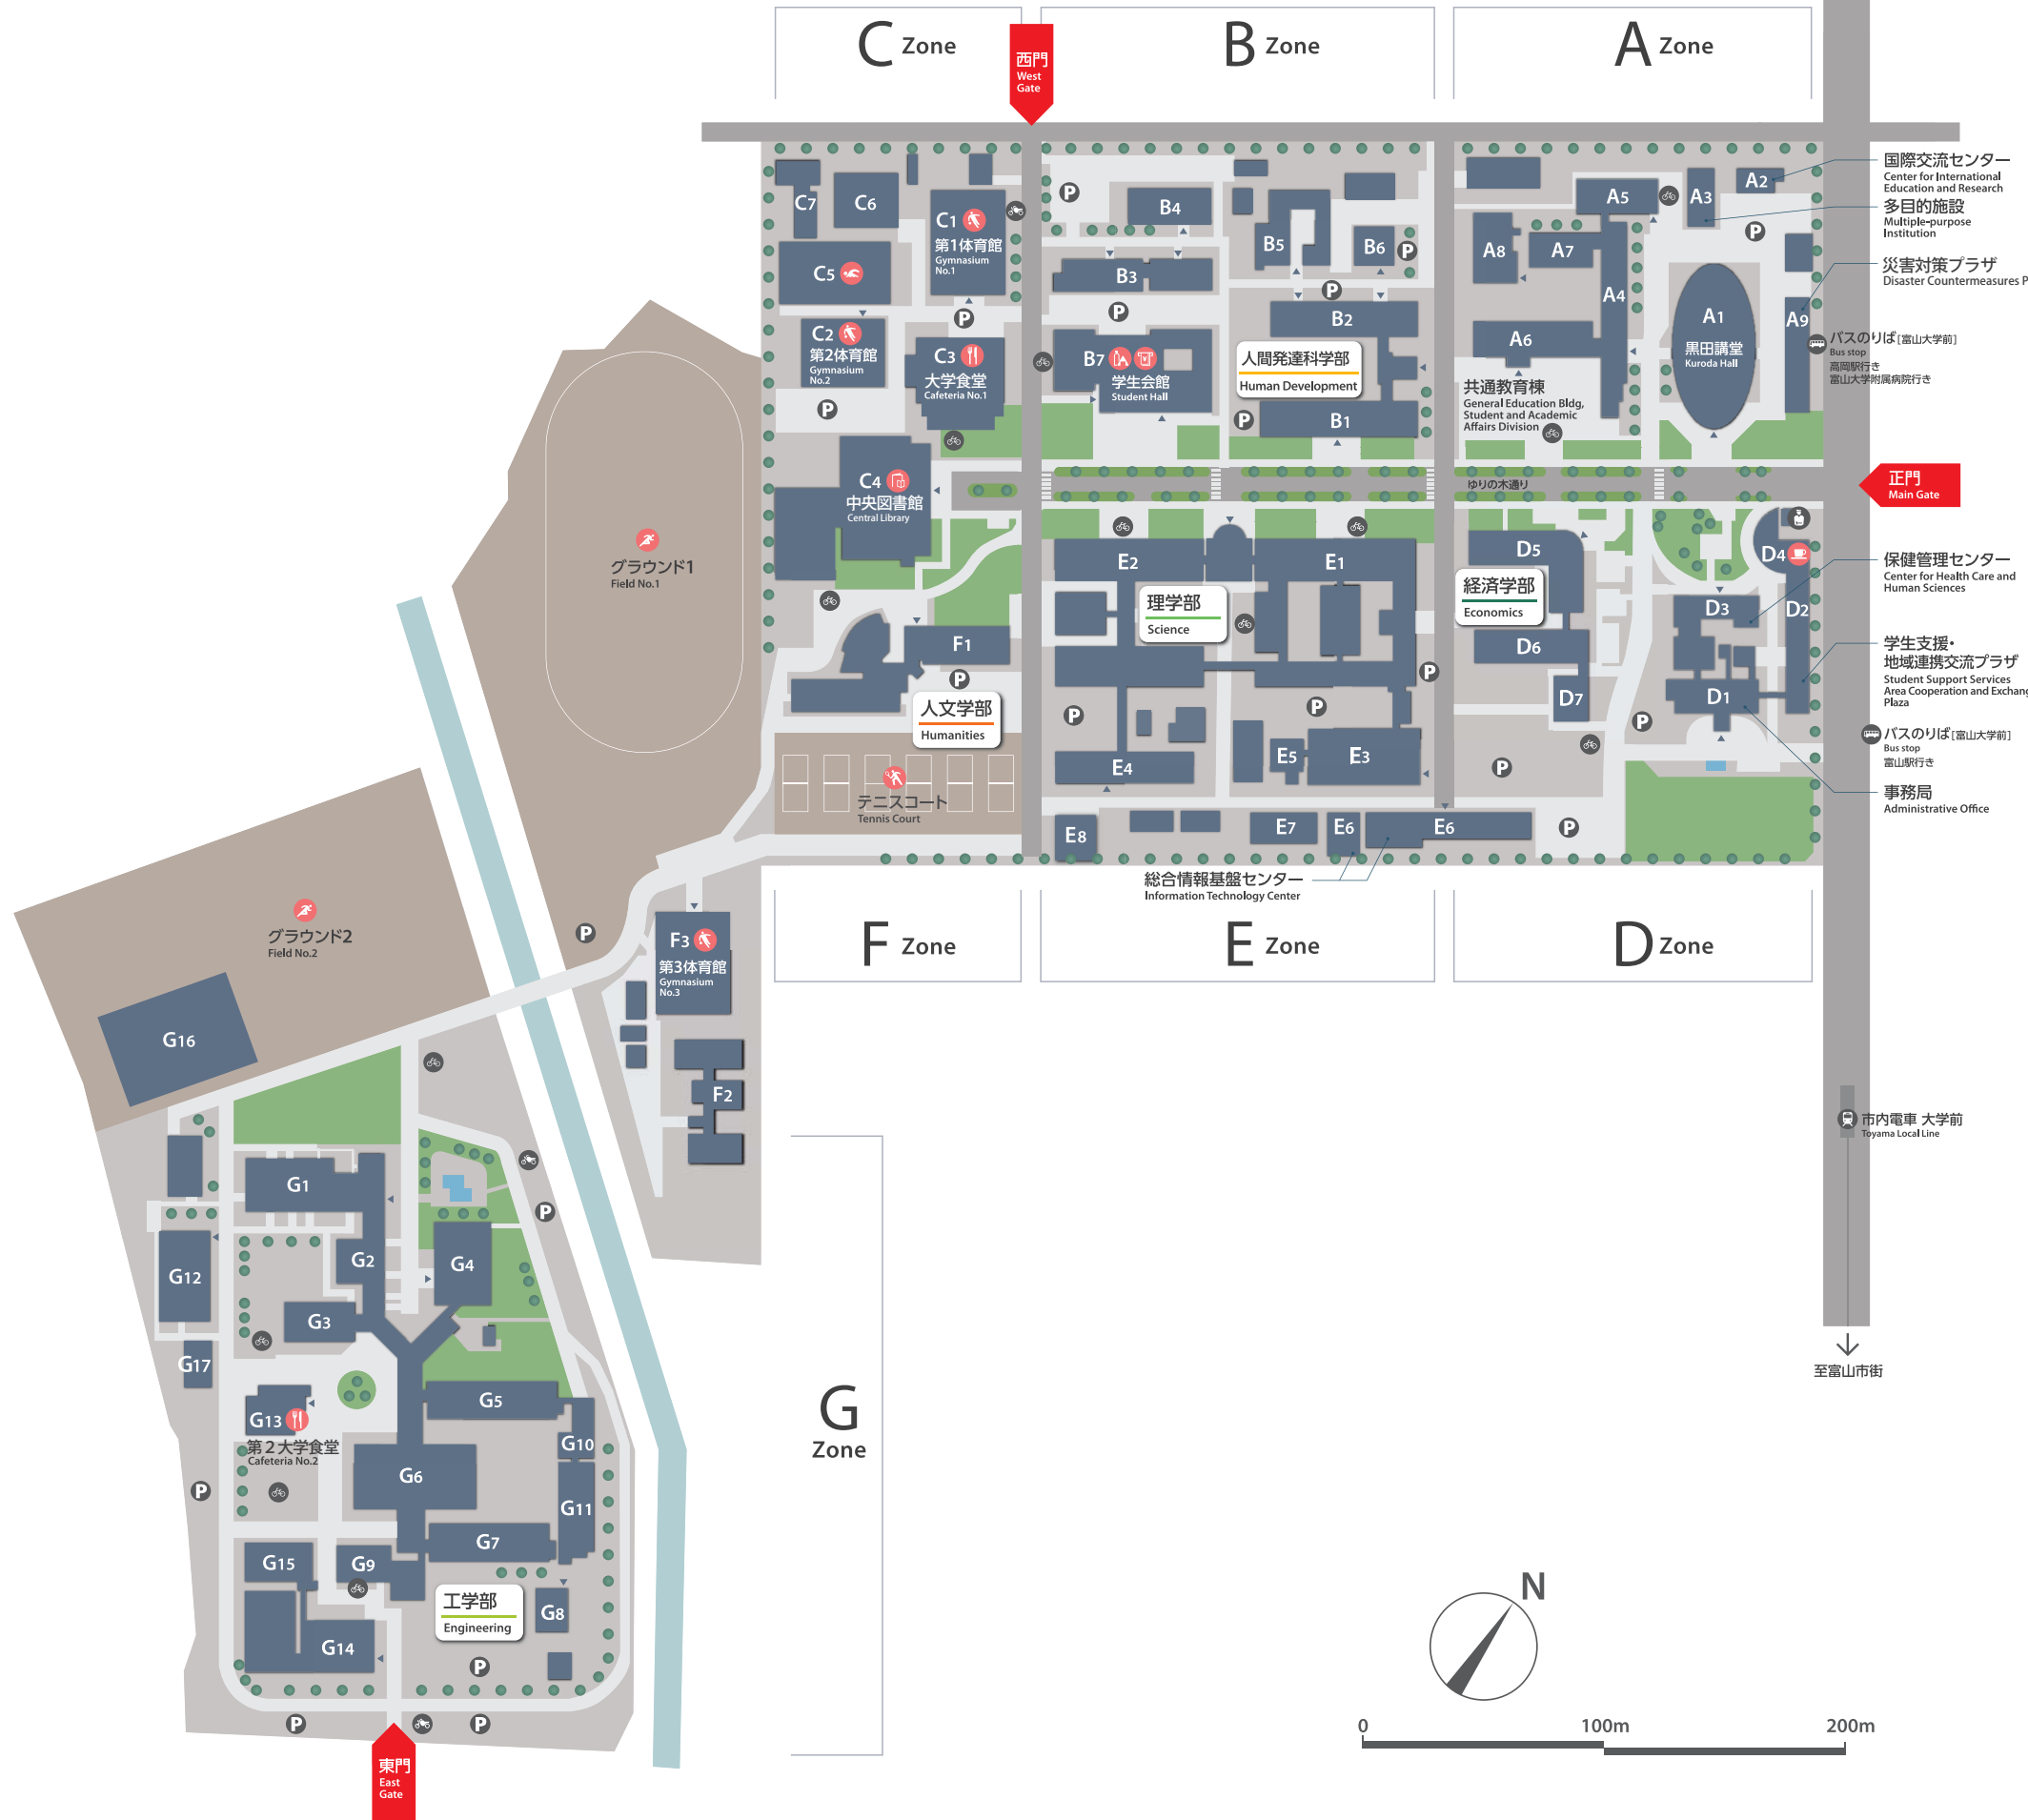 C Zone
B Zone
A Zone
西門
West
Gate
国際交流センター
Center for International
Education and Research
多目的施設
Multiple-purpose
Institution
災害対策プラザ
Disaster Countermeasures P
バスのりば[富山大学前]
Bus stop
高岡駅行き
富山大学附属病院行き
C7
C6
C1
第1体育館
Gymnasium
No.1
C5
C2
第2体育館
Gymnasium
No.2
C3
大学食堂
Cafeteria No.1
C4
中央図書館
Central Library
P
P
P
B4
B5
B6
P
B3
P
P
B2
B7
学生会館
Student Hall
人間発達科学部
Human Development
P
B1
A5
A3
A2
A8
A7
P
A4
A6
A1
黒田講堂
Kuroda Hall
A9
共通教育棟
General Education Bldg,
Student and Academic
Affairs Division
ゆりの木通り
正門
Main Gate
グラウンド1
Field No.1
E2
E1
理学部
Science
P
P
P
E4
E5
E3
E8
E7
E6
E6
総合情報基盤センター
Information Technology Center
D5
経済学部
Economics
D4
D3
D2
D6
D7
D1
P
P
P
保健管理センター
Center for Health Care and
Human Sciences
学生支援・
地域連携交流プラザ
Student Support Services
Area Cooperation and Exchang
Plaza
バスのりば[富山大学前]
Bus stop
富山駅行き
事務局
Administrative Office
F1
P
人文学部
Humanities
テニスコート
Tennis Court
F Zone
E Zone
D Zone
グラウンド2
Field No.2
P
F3
第3体育館
Gymnasium
No.3
F2
G16
市内電車 大学前
Toyama Local Line
至富山市街
G1
G2
G4
P
G12
G3
G17
G5
G13
第2大学食堂
Cafeteria No.2
G10
G6
P
G11
G7
G15
G9
工学部
Engineering
G8
G14
P
P
P
東門
East
Gate
G
Zone
N
0
100m
200m